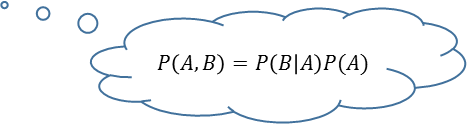 P(A, B) = P(B|A)P(A)